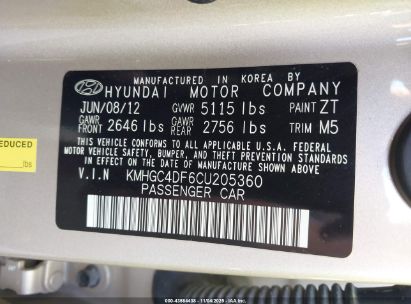 MANUFACTURED IN KOREA BY
HYUNDAI MOTOR COMPANY
JUN/08/12 GVWR 5115 lbs PAINT ZT
GAWR FRONT 2646 lbs GAWR REAR 2756 lbs TRIM M5
THIS VEHICLE CONFORMS TO ALL APPLICABLE U.S.A. FEDERAL
MOTOR VEHICLE SAFETY, BUMPER, AND THEFT PREVENTION
STANDARDS IN EFFECT ON THE DATE OF MANUFACTURE SHOWN ABOVE
V.I.N KMHGC4DF6CU205360
PASSENGER CAR
REDUCED
lbs